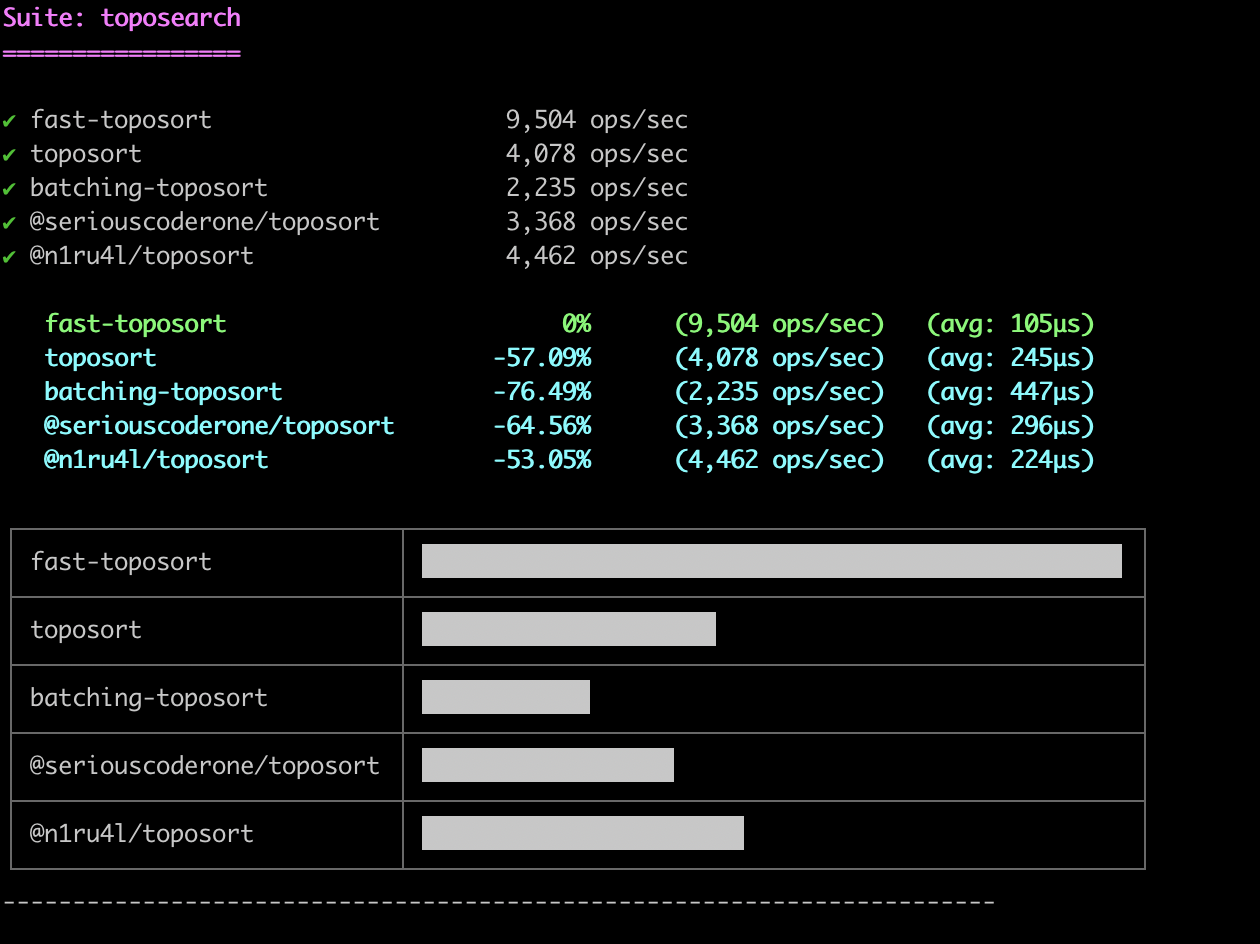 Suite: toposearch
=================
✔ fast-toposort 9,504 ops/sec
✔ toposort 4,078 ops/sec
✔ batching-toposort 2,235 ops/sec
✔ @seriouscoderone/toposort 3,368 ops/sec
✔ @n1ru4l/toposort 4,462 ops/sec
fast-toposort 0% (9,504 ops/sec) (avg: 105μs)
toposort -57.09% (4,078 ops/sec) (avg: 245μs)
batching-toposort -76.49% (2,235 ops/sec) (avg: 447μs)
@seriouscoderone/toposort -64.56% (3,368 ops/sec) (avg: 296μs)
@n1ru4l/toposort -53.05% (4,462 ops/sec) (avg: 224μs)
fast-toposort
toposort
batching-toposort
@seriouscoderone/toposort
@n1ru4l/toposort
-----------------------------------------------------------------------